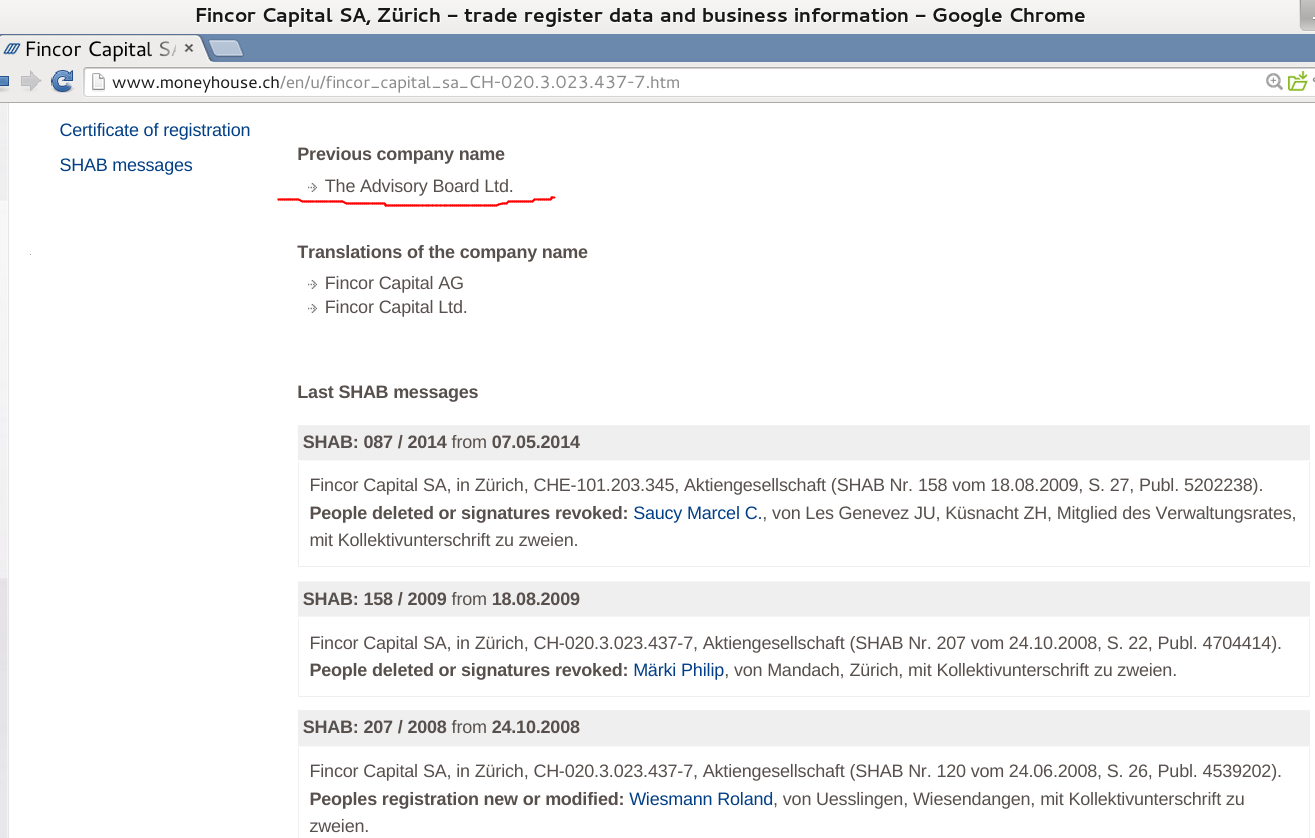 Fincor Capital SA, Zürich – trade register data and business information – Google Chrome
Fincor Capital SA ×
www.moneyhouse.ch/en/u/fincor_capital_sa_CH-020.3.023.437-7.htm
Certificate of registration
SHAB messages
Previous company name
The Advisory Board Ltd.
Translations of the company name
Fincor Capital AG
Fincor Capital Ltd.
Last SHAB messages
SHAB: 087 / 2014 from 07.05.2014
Fincor Capital SA, in Zürich, CHE-101.203.345, Aktiengesellschaft (SHAB Nr. 158 vom 18.08.2009, S. 27, Publ. 5202238).
People deleted or signatures revoked: Saucy Marcel C., von Les Genevez JU, Küsnacht ZH, Mitglied des Verwaltungsrates,
mit Kollektivunterschrift zu zweien.
SHAB: 158 / 2009 from 18.08.2009
Fincor Capital SA, in Zürich, CH-020.3.023.437-7, Aktiengesellschaft (SHAB Nr. 207 vom 24.10.2008, S. 22, Publ. 4704414).
People deleted or signatures revoked: Märki Philip, von Mandach, Zürich, mit Kollektivunterschrift zu zweien.
SHAB: 207 / 2008 from 24.10.2008
Fincor Capital SA, in Zürich, CH-020.3.023.437-7, Aktiengesellschaft (SHAB Nr. 120 vom 24.06.2008, S. 26, Publ. 4539202).
Peoples registration new or modified: Wiesmann Roland, von Uesslingen, Wiesendangen, mit Kollektivunterschrift zu
zweien.